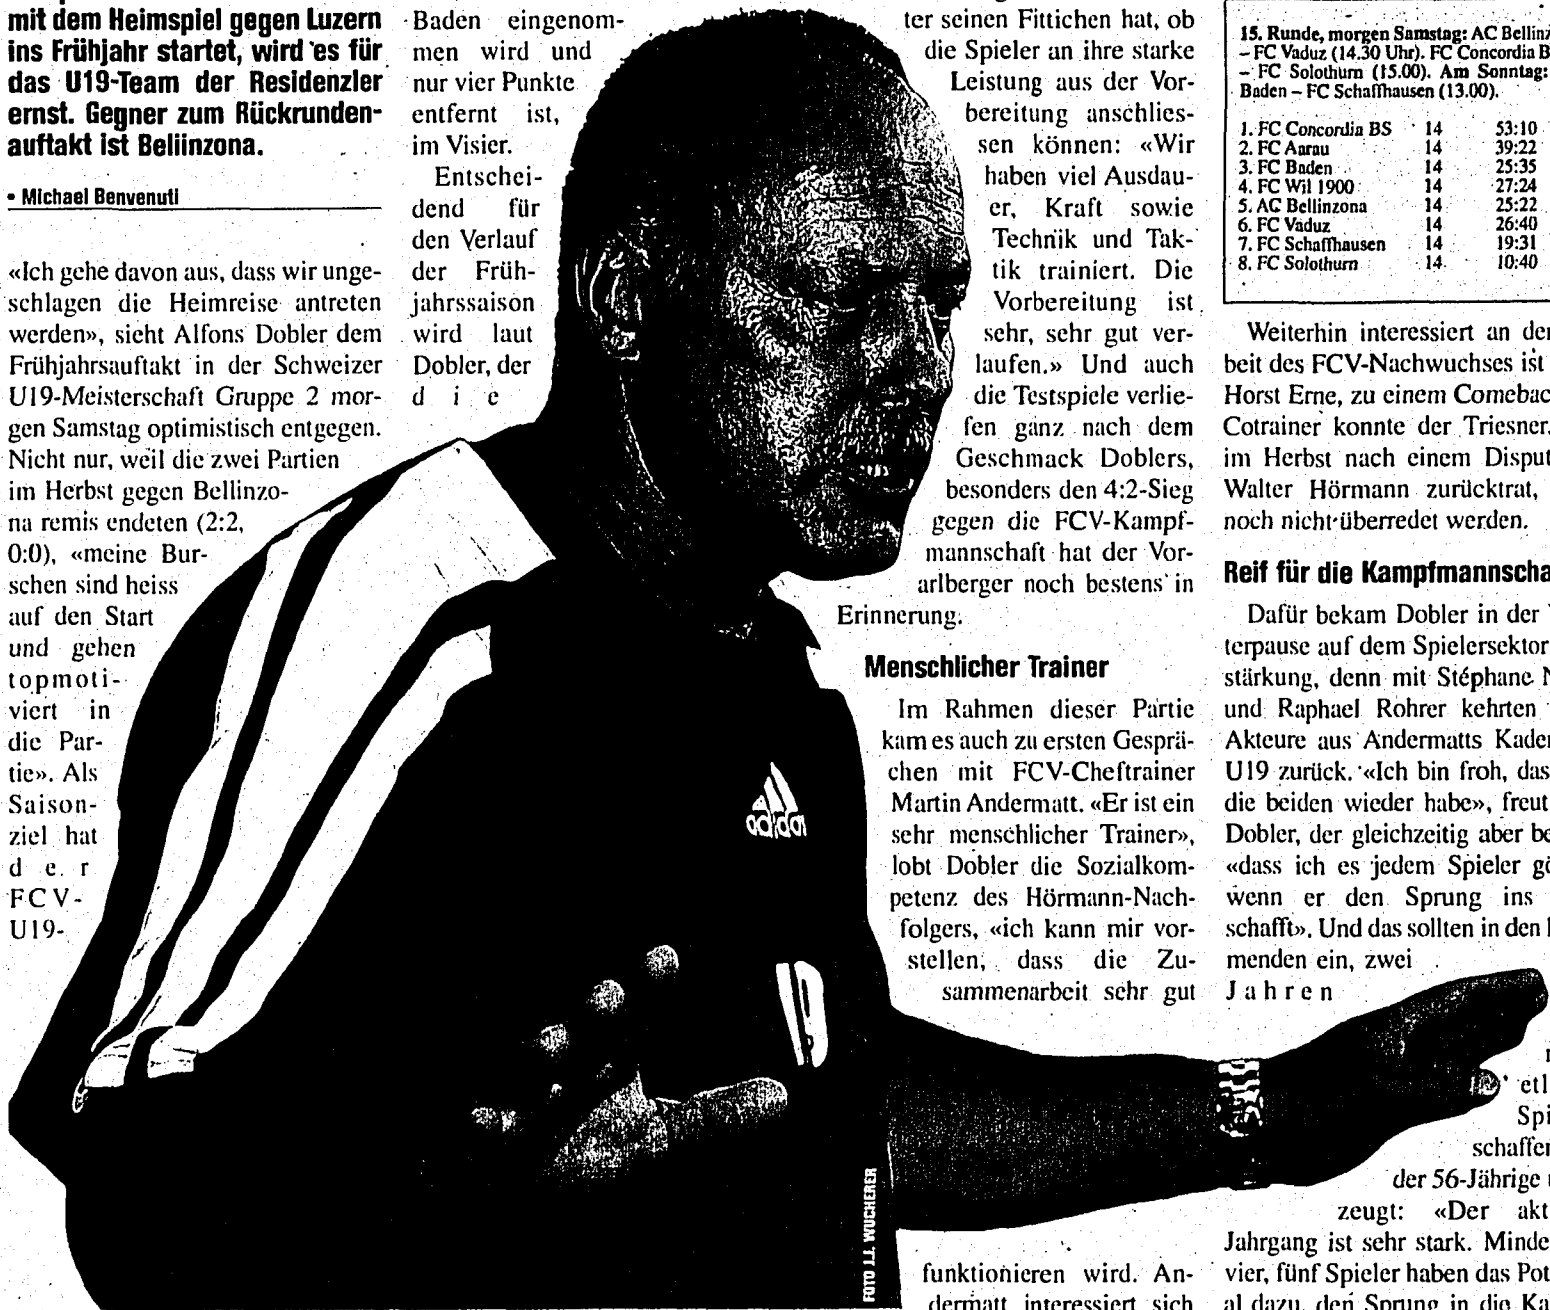 mit dem Heimspiel gegen Luzern
ins Frühjahr startet, wird es für
das U19-Team der Residenzler
ernst. Gegner zum Rückrunden-
auftakt ist Bellinzona.
• Michael Benvenuti
«Ich gehe davon aus, dass wir unge-
schlagen die Heimreise antreten
werden», sieht Alfons Dobler dem
Frühjahrsauftakt in der Schweizer
U19-Meisterschaft Gruppe 2 mor-
gen Samstag optimistisch entgegen.
Nicht nur, weil die zwei Partien
im Herbst gegen Bellinzo-
na remis endeten (2:2,
0:0), «meine Bur-
schen sind heiss
auf den Start
und gehen
topmoti-
viert in
die Par-
tie». Als
Saison-
ziel hat
der
FCV-
U19-
Baden eingenom-
men wird und
nur vier Punkte
entfernt ist,
im Visier.
Entschei-
dend für
den Verlauf
der Früh-
jahrssaison
wird laut
Dobler, der
die
ter seinen Fittichen hat, ob
die Spieler an ihre starke
Leistung aus der Vor-
bereitung anschlies-
sen können: «Wir
haben viel Ausdau-
er, Kraft sowie
Technik und Tak-
tik trainiert. Die
Vorbereitung ist
sehr, sehr gut ver-
laufen.» Und auch
die Testspiele verlie-
fen ganz nach dem
Geschmack Doblers,
besonders den 4:2-Sieg
gegen die FCV-Kampf-
mannschaft hat der Vor-
arlberger noch bestens in
Erinnerung.
Menschlicher Trainer
Im Rahmen dieser Partie
kam es auch zu ersten Gesprä-
chen mit FCV-Cheftrainer
Martin Andermatt. «Er ist ein
sehr menschlicher Trainer»,
lobt Dobler die Sozialkom-
petenz des Hörmann-Nach-
folgers, «ich kann mir vor-
stellen, dass die Zu-
sammenarbeit sehr gut
funktionieren wird. An-
dermatt interessiert sich
adidas
FOTO J.J. WUCHERER
15. Runde, morgen Samstag: AC
– FC Vaduz (14.30 Uhr). FC Concordia
– FC Solothurn (15.00). Am Sonntag:
Baden – FC Schaffhausen (13.00).
1. FC Concordia BS 14 53:10
2. FC Aarau 14 39:22
3. FC Baden 14 25:35
4. FC Wil 1900 14 27:24
5. AC Bellinzona 14 25:22
6. FC Vaduz 14 26:40
7. FC Schaffhausen 14 19:31
8. FC Solothurn 14 10:40
Weiterhin interessiert an
beit des FCV-Nachwuchses ist
Horst Erne, zu einem
Cotrainer konnte der Triesner,
im Herbst nach einem Disput
Walter Hörmann zurücktrat,
noch nicht überredet werden.
Reif für die
Dafür bekam Dobler in der
terpause auf dem Spielersektor
stärkung, denn mit Stéphane
und Raphael Rohrer kehrten
Akteure aus Andermatts
U19 zurück. «Ich bin froh,
die beiden wieder habe», freut
Dobler, der gleichzeitig aber
«dass ich es jedem Spieler
wenn er den Sprung ins
schafft». Und das sollten in den
menden ein, zwei
Jahren
der 56-Jährige
zeugt: «Der
Jahrgang ist sehr stark.
vier, fünf Spieler haben das
al dazu, den Sprung in die